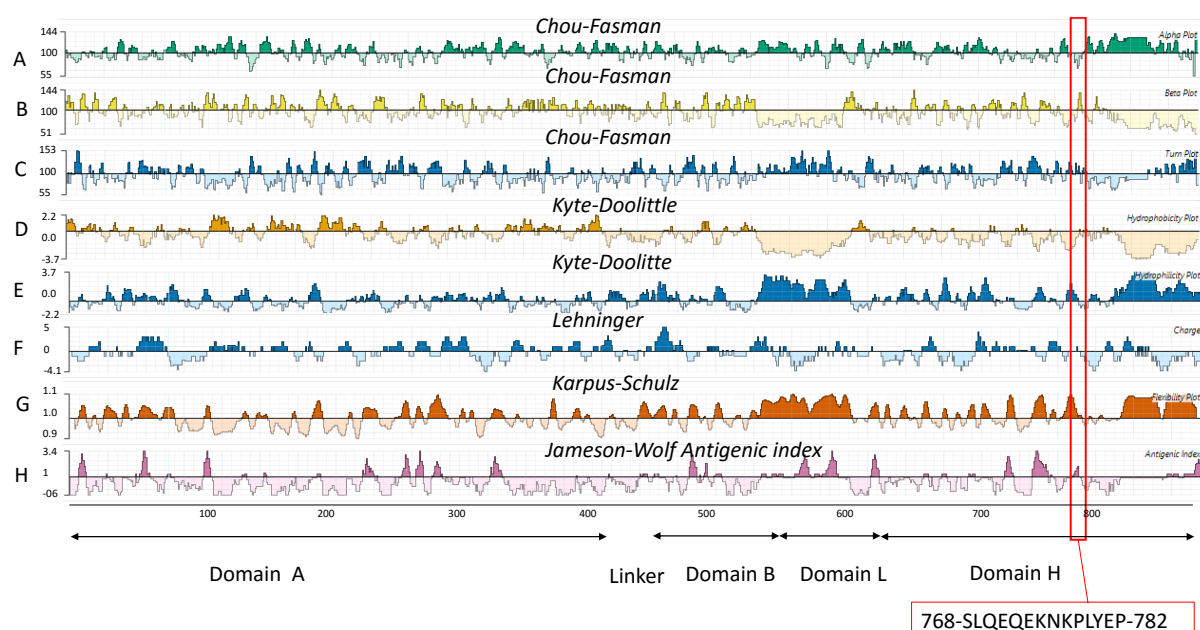 Chou-Fasman
A 144 100 55 Alpha Plot
Chou-Fasman
B 144 100 51 Beta Plot
Chou-Fasman
C 153 100 55 Turn Plot
Kyte-Doolittle
D 2.2 0.0 -3.7 Hydrophobicity Plot
Kyte-Doolitte
E 3.7 0.0 -2.2 Hydrophilicity Plot
Lehninger
F 5 0 -4.1 Charge
Karpus-Schulz
G 1.1 1.0 0.9 Flexibility Plot
Jameson-Wolf Antigenic index
H 3.4 1 -06 Antigenic Index
100 200 300 400 500 600 700 800
Domain A Linker Domain B Domain L Domain H
768-SLQEQEKNKPLYEP-782